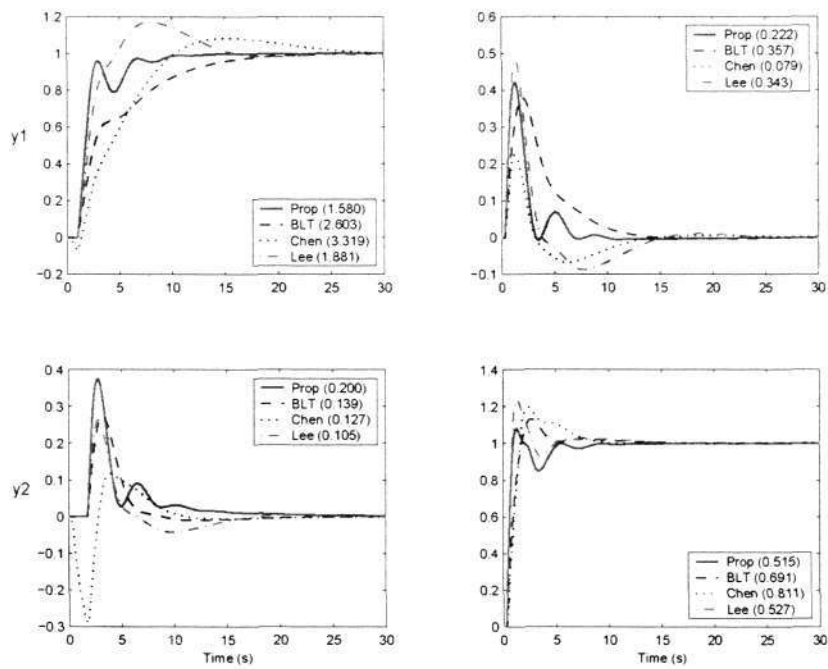 1.2
1
0.8
0.6
0.4
0.2
0
−0.2
y1
Prop (1.580)
BLT (2.603)
Chen (3.319)
Lee (1.881)
0 5 10 15 20 25 30
0.6
0.5
0.4
0.3
0.2
0.1
0
−0.1
Prop (0.222)
BLT (0.357)
Chen (0.079)
Lee (0.343)
0 5 10 15 20 25 30
0.4
0.3
0.2
0.1
0
−0.1
−0.2
−0.3
y2
Prop (0.200)
BLT (0.139)
Chen (0.127)
Lee (0.105)
0 5 10 15 20 25 30
Time (s)
1.4
1.2
1
0.8
0.6
0.4
0.2
0
Prop (0.515)
BLT (0.691)
Chen (0.811)
Lee (0.527)
0 5 10 15 20 25 30
Time (s)